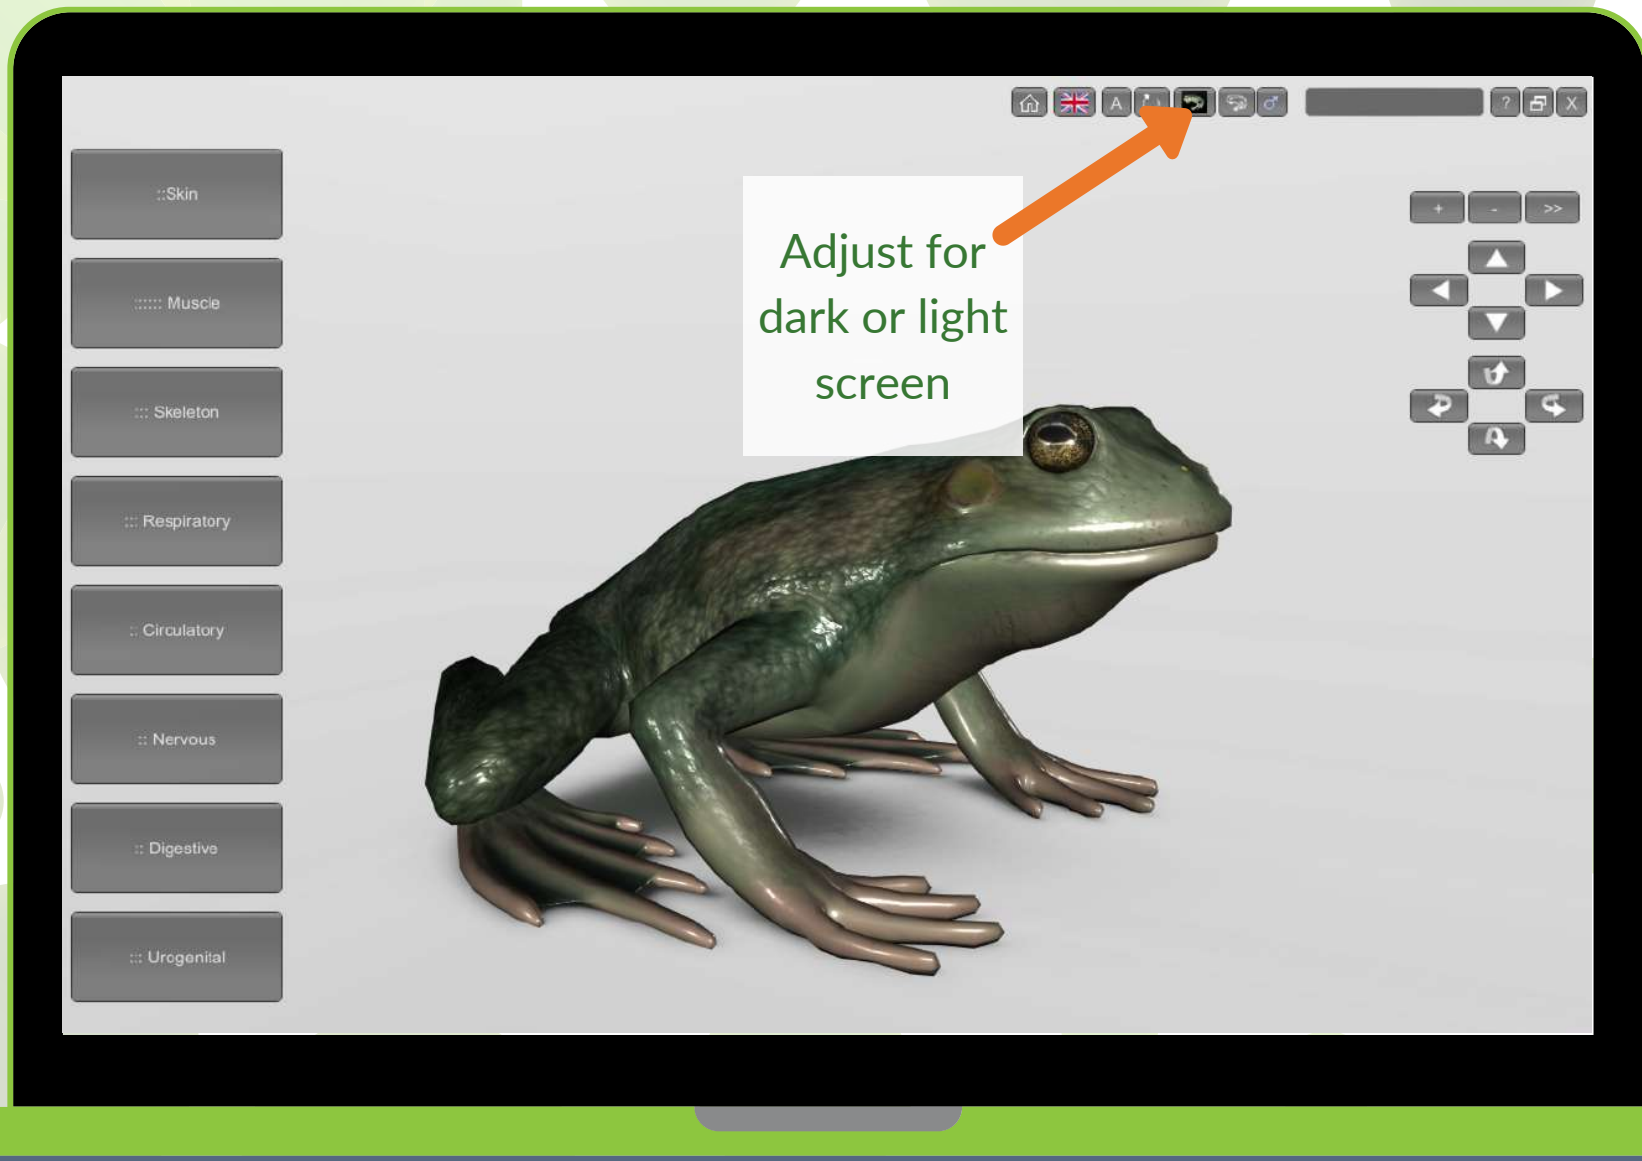 A
?
X
::Skin
+ - >>
:::::: Muscle
Adjust for
dark or light
screen
::: Skeleton
::: Respiratory
:: Circulatory
:: Nervous
:: Digestive
::: Urogenital